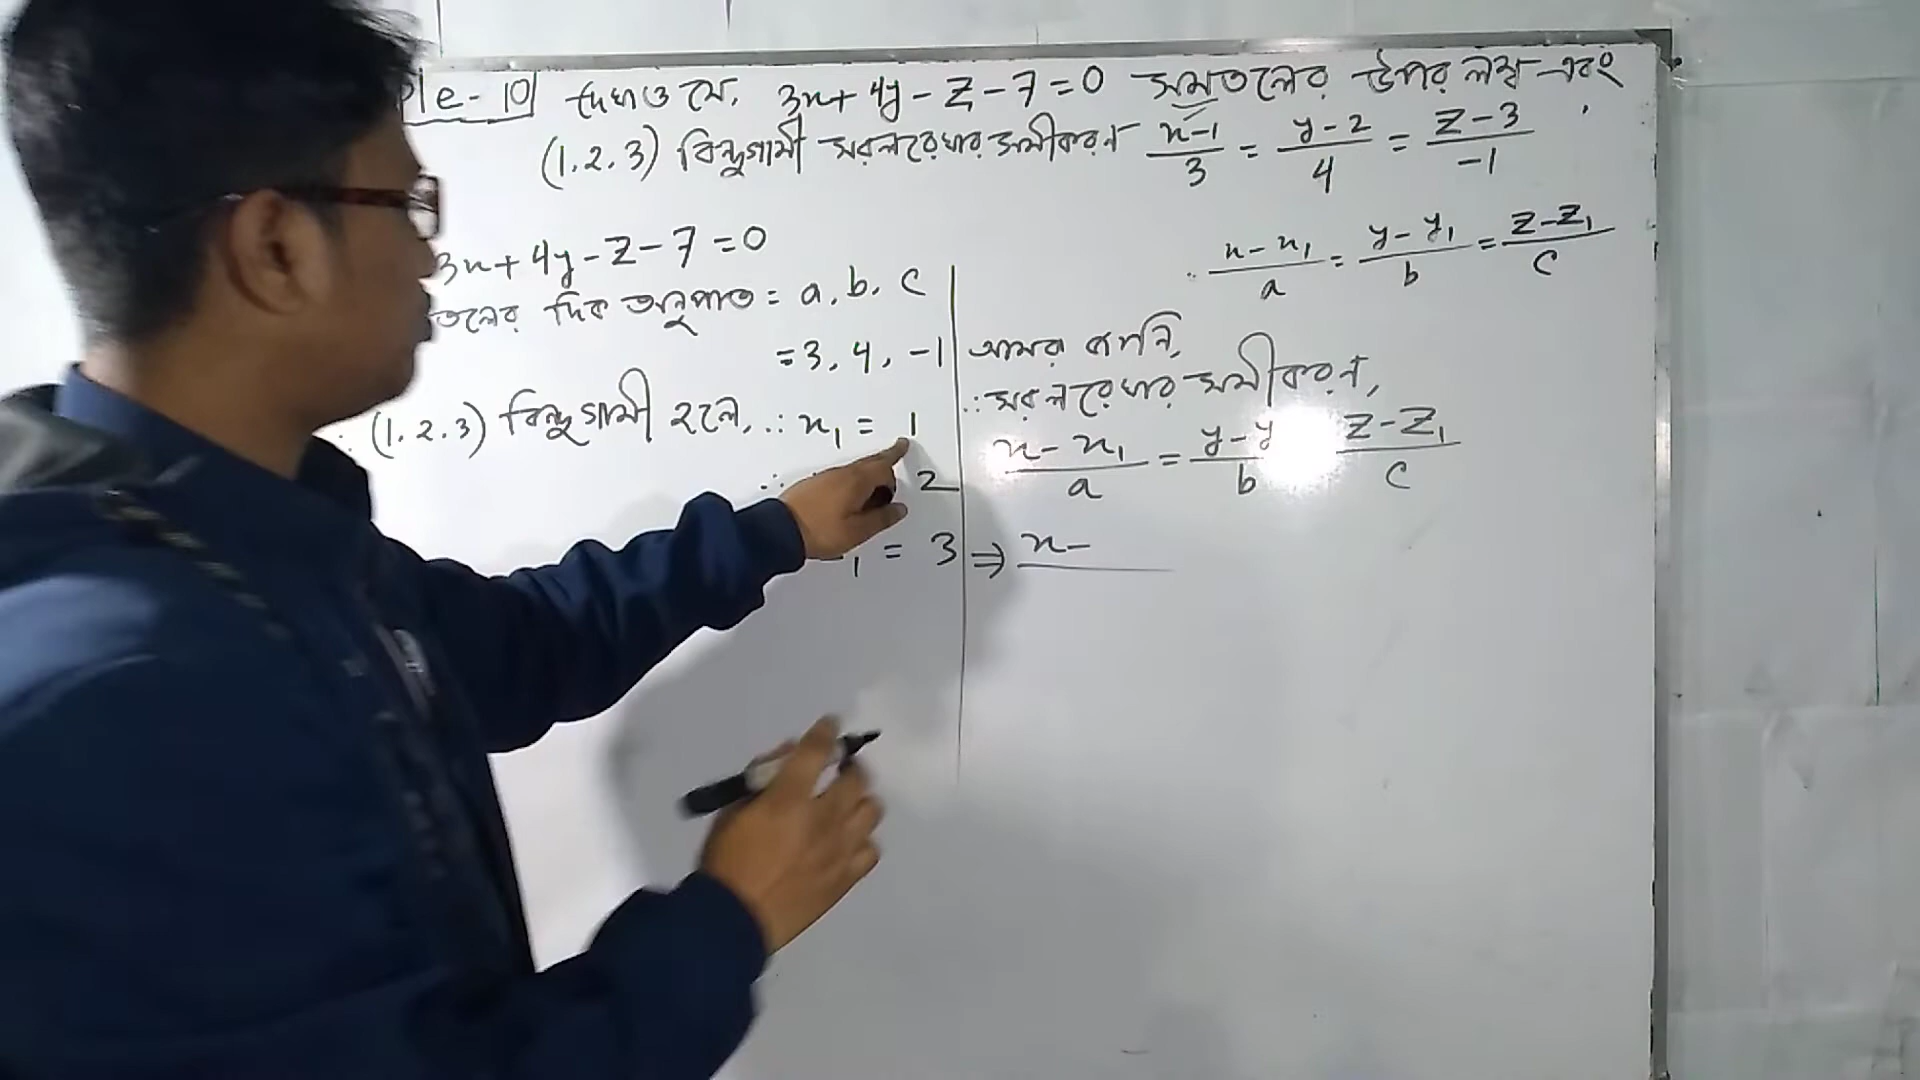 ple-10 দেখাও যে, 3x+4y-z-7=0 সমতলের উপর লম্ব এবং
(1,2,3) বিন্দুগামী সরলরেখার সমীকরণ (x-1)/3 = (y-2)/4 = (z-3)/-1
3x+4y-z-7=0
তলের দিক অনুপাত = a, b, c
= 3, 4, -1
(1,2,3) বিন্দুগামী হলে, ∴ x₁ = 1
∴ 2
₁ = 3
∴ (x-x₁)/a = (y-y₁)/b = (z-z₁)/c
আমরা জানি,
∴ সরলরেখার সমীকরণ,
(x-x₁)/a = (y-y)/b (z-z₁)/c
⇒ x-